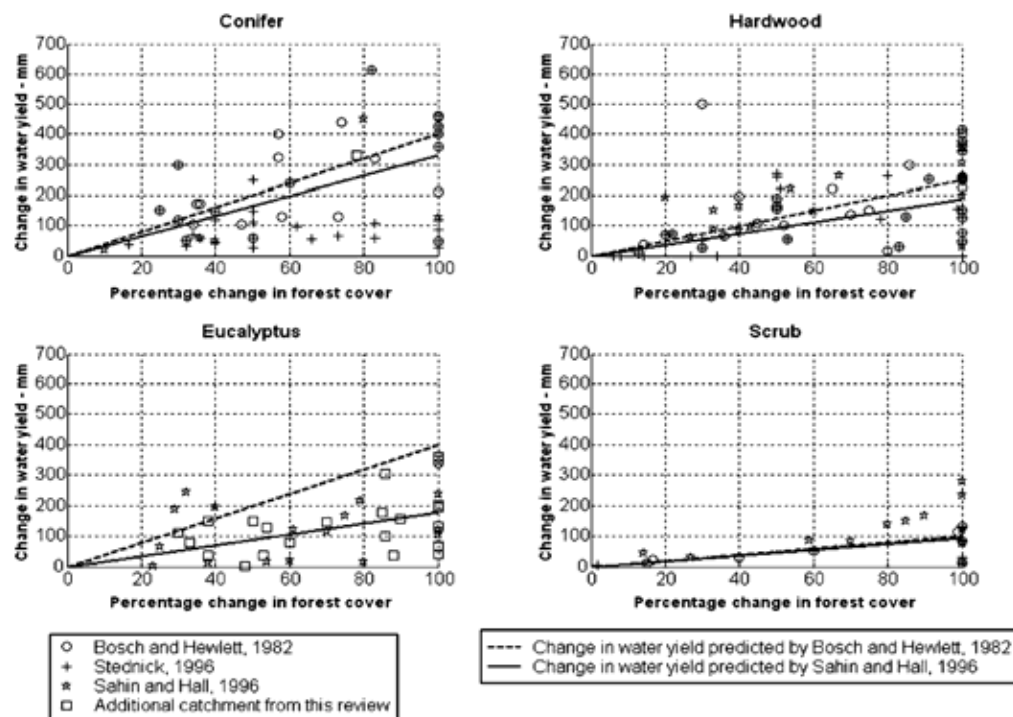 Conifer
Change in water yield - mm
700
600
500
400
300
200
100
0
0 20 40 60 80 100
Percentage change in forest cover
Hardwood
Change in water yield - mm
700
600
500
400
300
200
100
0
0 20 40 60 80 100
Percentage change in forest cover
Eucalyptus
Change in water yield - mm
700
600
500
400
300
200
100
0
0 20 40 60 80 100
Percentage change in forest cover
Scrub
Change in water yield - mm
700
600
500
400
300
200
100
0
0 20 40 60 80 100
Percentage change in forest cover
Bosch and Hewlett, 1982
Stednick, 1996
Sahin and Hall, 1996
Additional catchment from this review
Change in water yield predicted by Bosch and Hewlett, 1982
Change in water yield predicted by Sahin and Hall, 1996